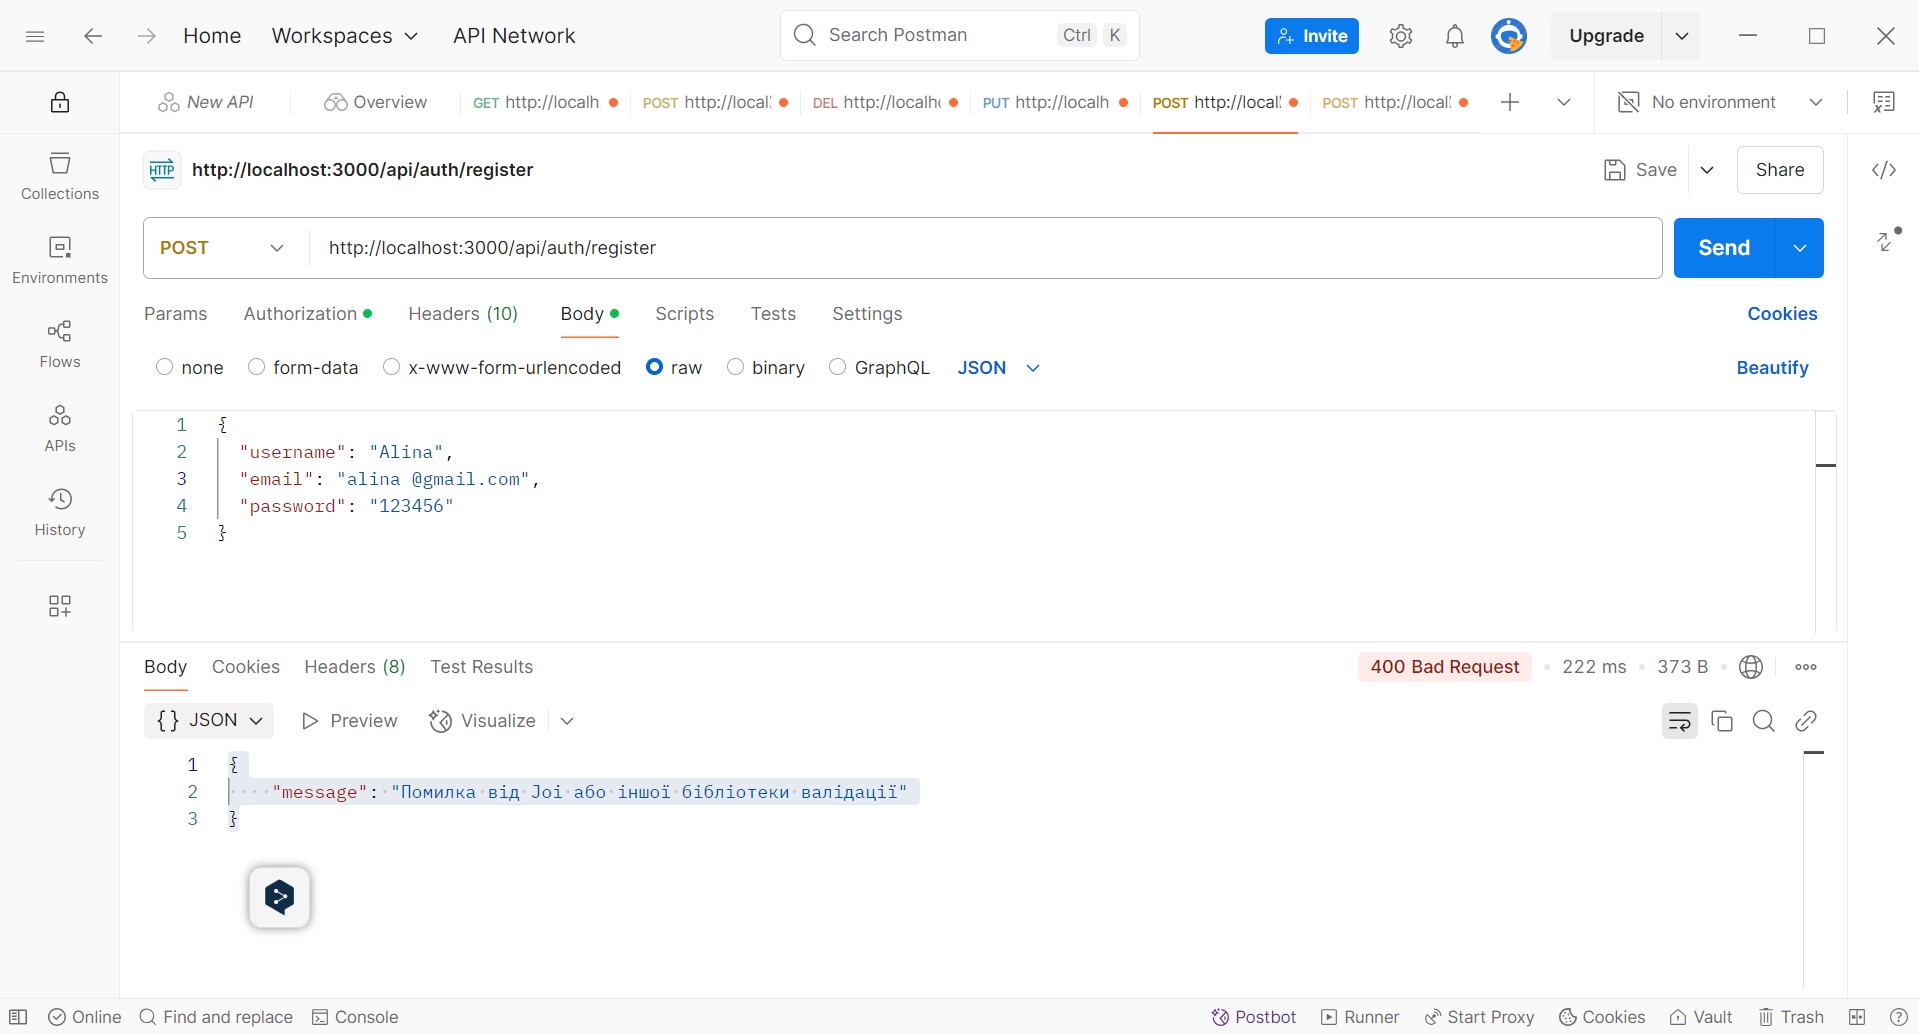 Home Workspaces API Network Search Postman Ctrl K Invite Upgrade
New API Overview GET http://localh POST http://local DEL http://localh PUT http://localh POST http://local POST http://local No environment
HTTP http://localhost:3000/api/auth/register Save Share
Collections
Environments
Flows
APIs
History
POST http://localhost:3000/api/auth/register Send
Params Authorization Headers (10) Body Scripts Tests Settings Cookies
none form-data x-www-form-urlencoded raw binary GraphQL JSON Beautify
1 {
2 "username": "Alina",
3 "email": "alina @gmail.com",
4 "password": "123456"
5 }
Body Cookies Headers (8) Test Results 400 Bad Request 222 ms 373 B
{} JSON Preview Visualize
1 {
2 "message": "Помилка від Joi або іншої бібліотеки валідації"
3 }
Online Find and replace Console Postbot Runner Start Proxy Cookies Vault Trash